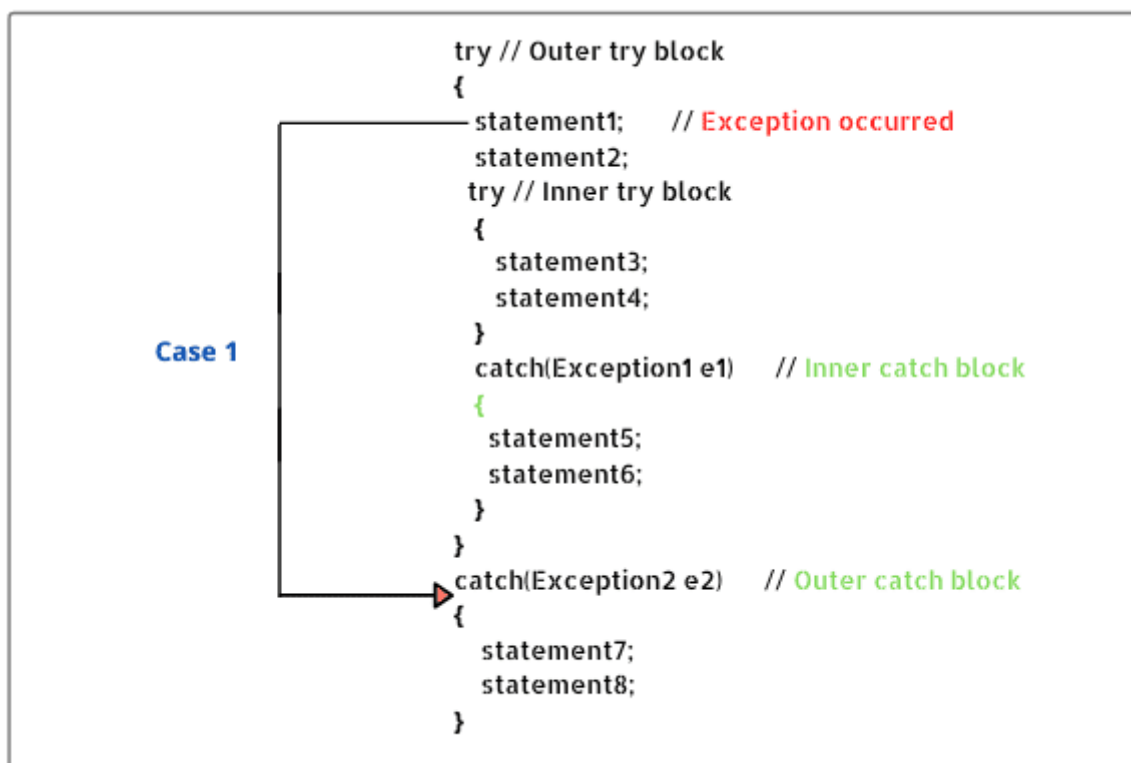 try // Outer try block
{
statement1; // Exception occurred
statement2;
try // Inner try block
{
statement3;
statement4;
}
Case 1
catch(Exception1 e1) // Inner catch block
{
statement5;
statement6;
}
}
catch(Exception2 e2) // Outer catch block
{
statement7;
statement8;
}